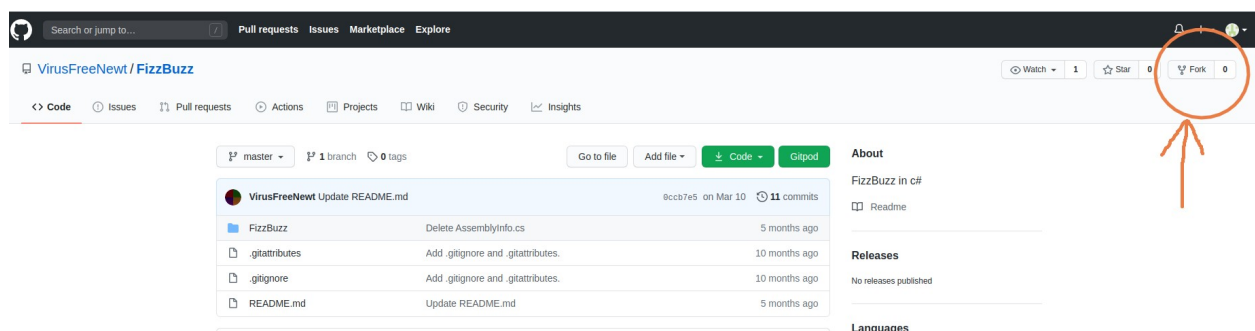 Search or jump to... / Pull requests Issues Marketplace Explore
VirusFreeNewt / FizzBuzz Watch 1 Star 0 Fork 0
<> Code Issues Pull requests Actions Projects Wiki Security Insights
master 1 branch 0 tags Go to file Add file Code Gitpod
About
FizzBuzz in c#
VirusFreeNewt Update README.md 0ccb7e5 on Mar 10 11 commits
Readme
FizzBuzz Delete AssemblyInfo.cs 5 months ago
.gitattributes Add .gitignore and .gitattributes. 10 months ago
Releases
.gitignore Add .gitignore and .gitattributes. 10 months ago
No releases published
README.md Update README.md 5 months ago
Languages